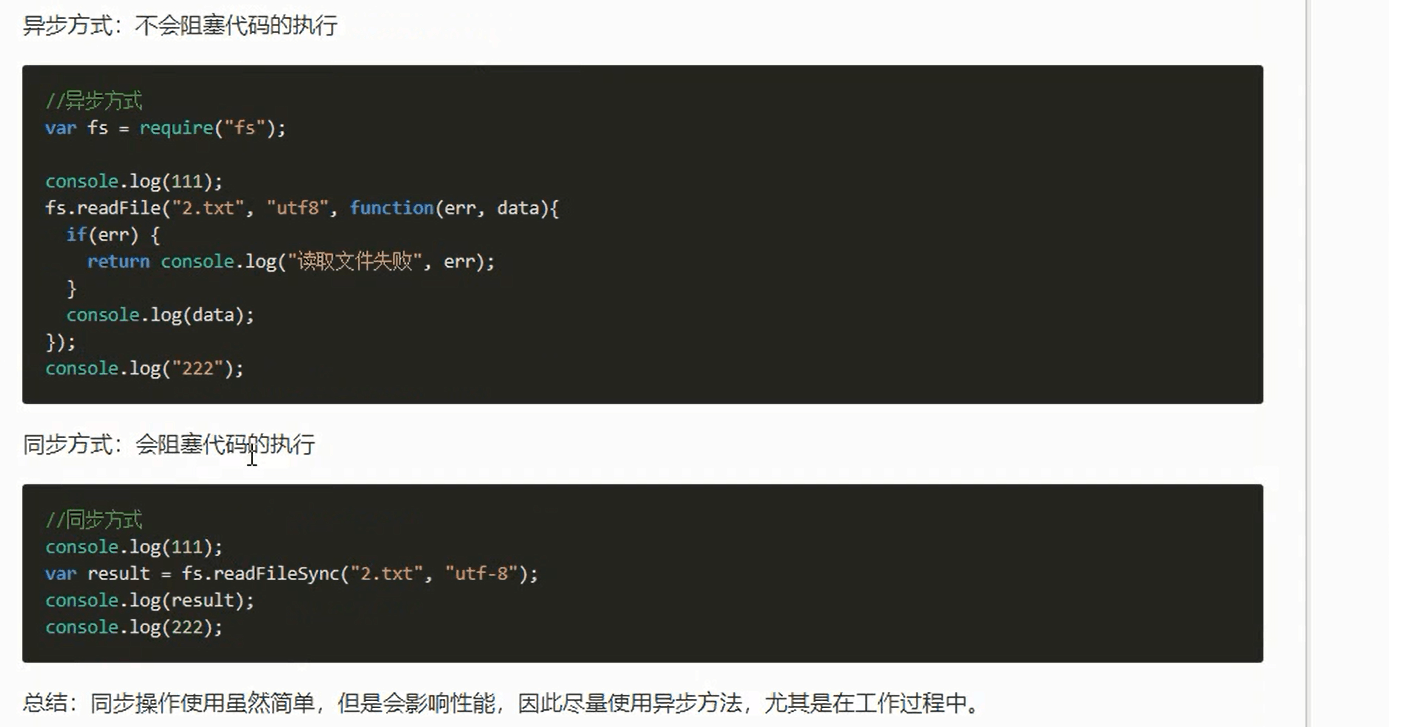 异步方式：不会阻塞代码的执行
//异步方式
var fs = require("fs");
console.log(111);
fs.readFile("2.txt", "utf8", function(err, data){
  if(err) {
    return console.log("读取文件失败", err);
  }
  console.log(data);
});
console.log("222");
同步方式：会阻塞代码的执行
//同步方式
console.log(111);
var result = fs.readFileSync("2.txt", "utf-8");
console.log(result);
console.log(222);
总结：同步操作使用虽然简单，但是会影响性能，因此尽量使用异步方法，尤其是在工作过程中。